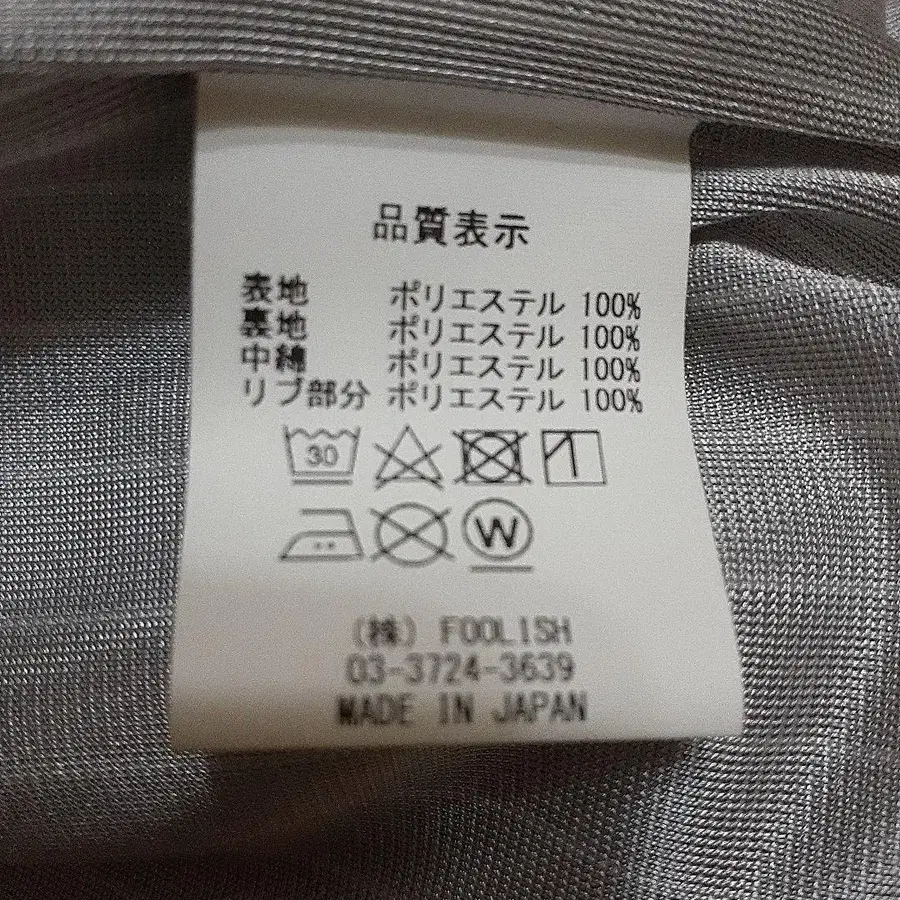 品質表示
表地 ポリエステル 100%
裏地 ポリエステル 100%
中綿 ポリエステル 100%
リブ部分 ポリエステル 100%
30
W
(株) FOOLISH
03-3724-3639
MADE IN JAPAN